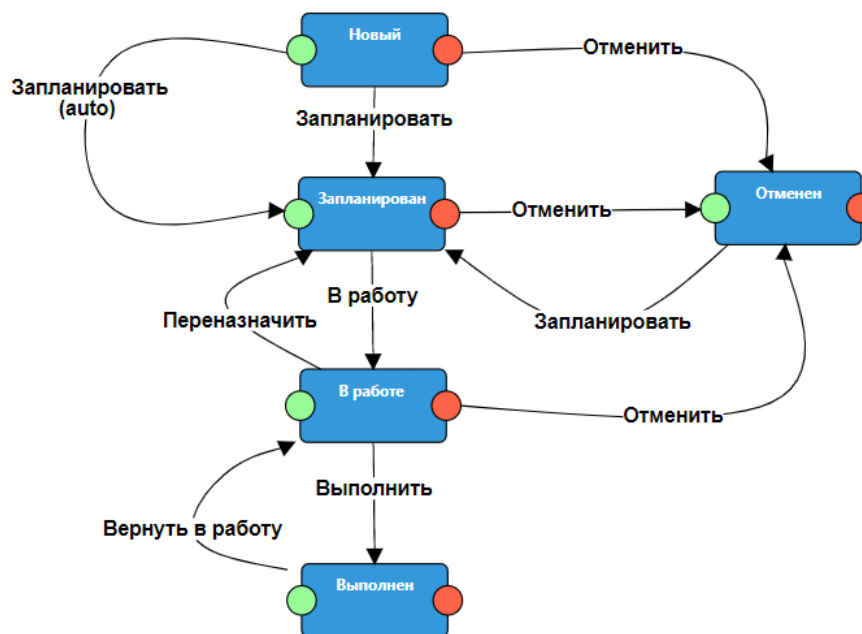 Новый
Отменить
Запланировать
(auto)
Запланировать
Запланирован
Отменить
Отменен
В работу
Переназначить
Запланировать
В работе
Отменить
Выполнить
Вернуть в работу
Выполнен